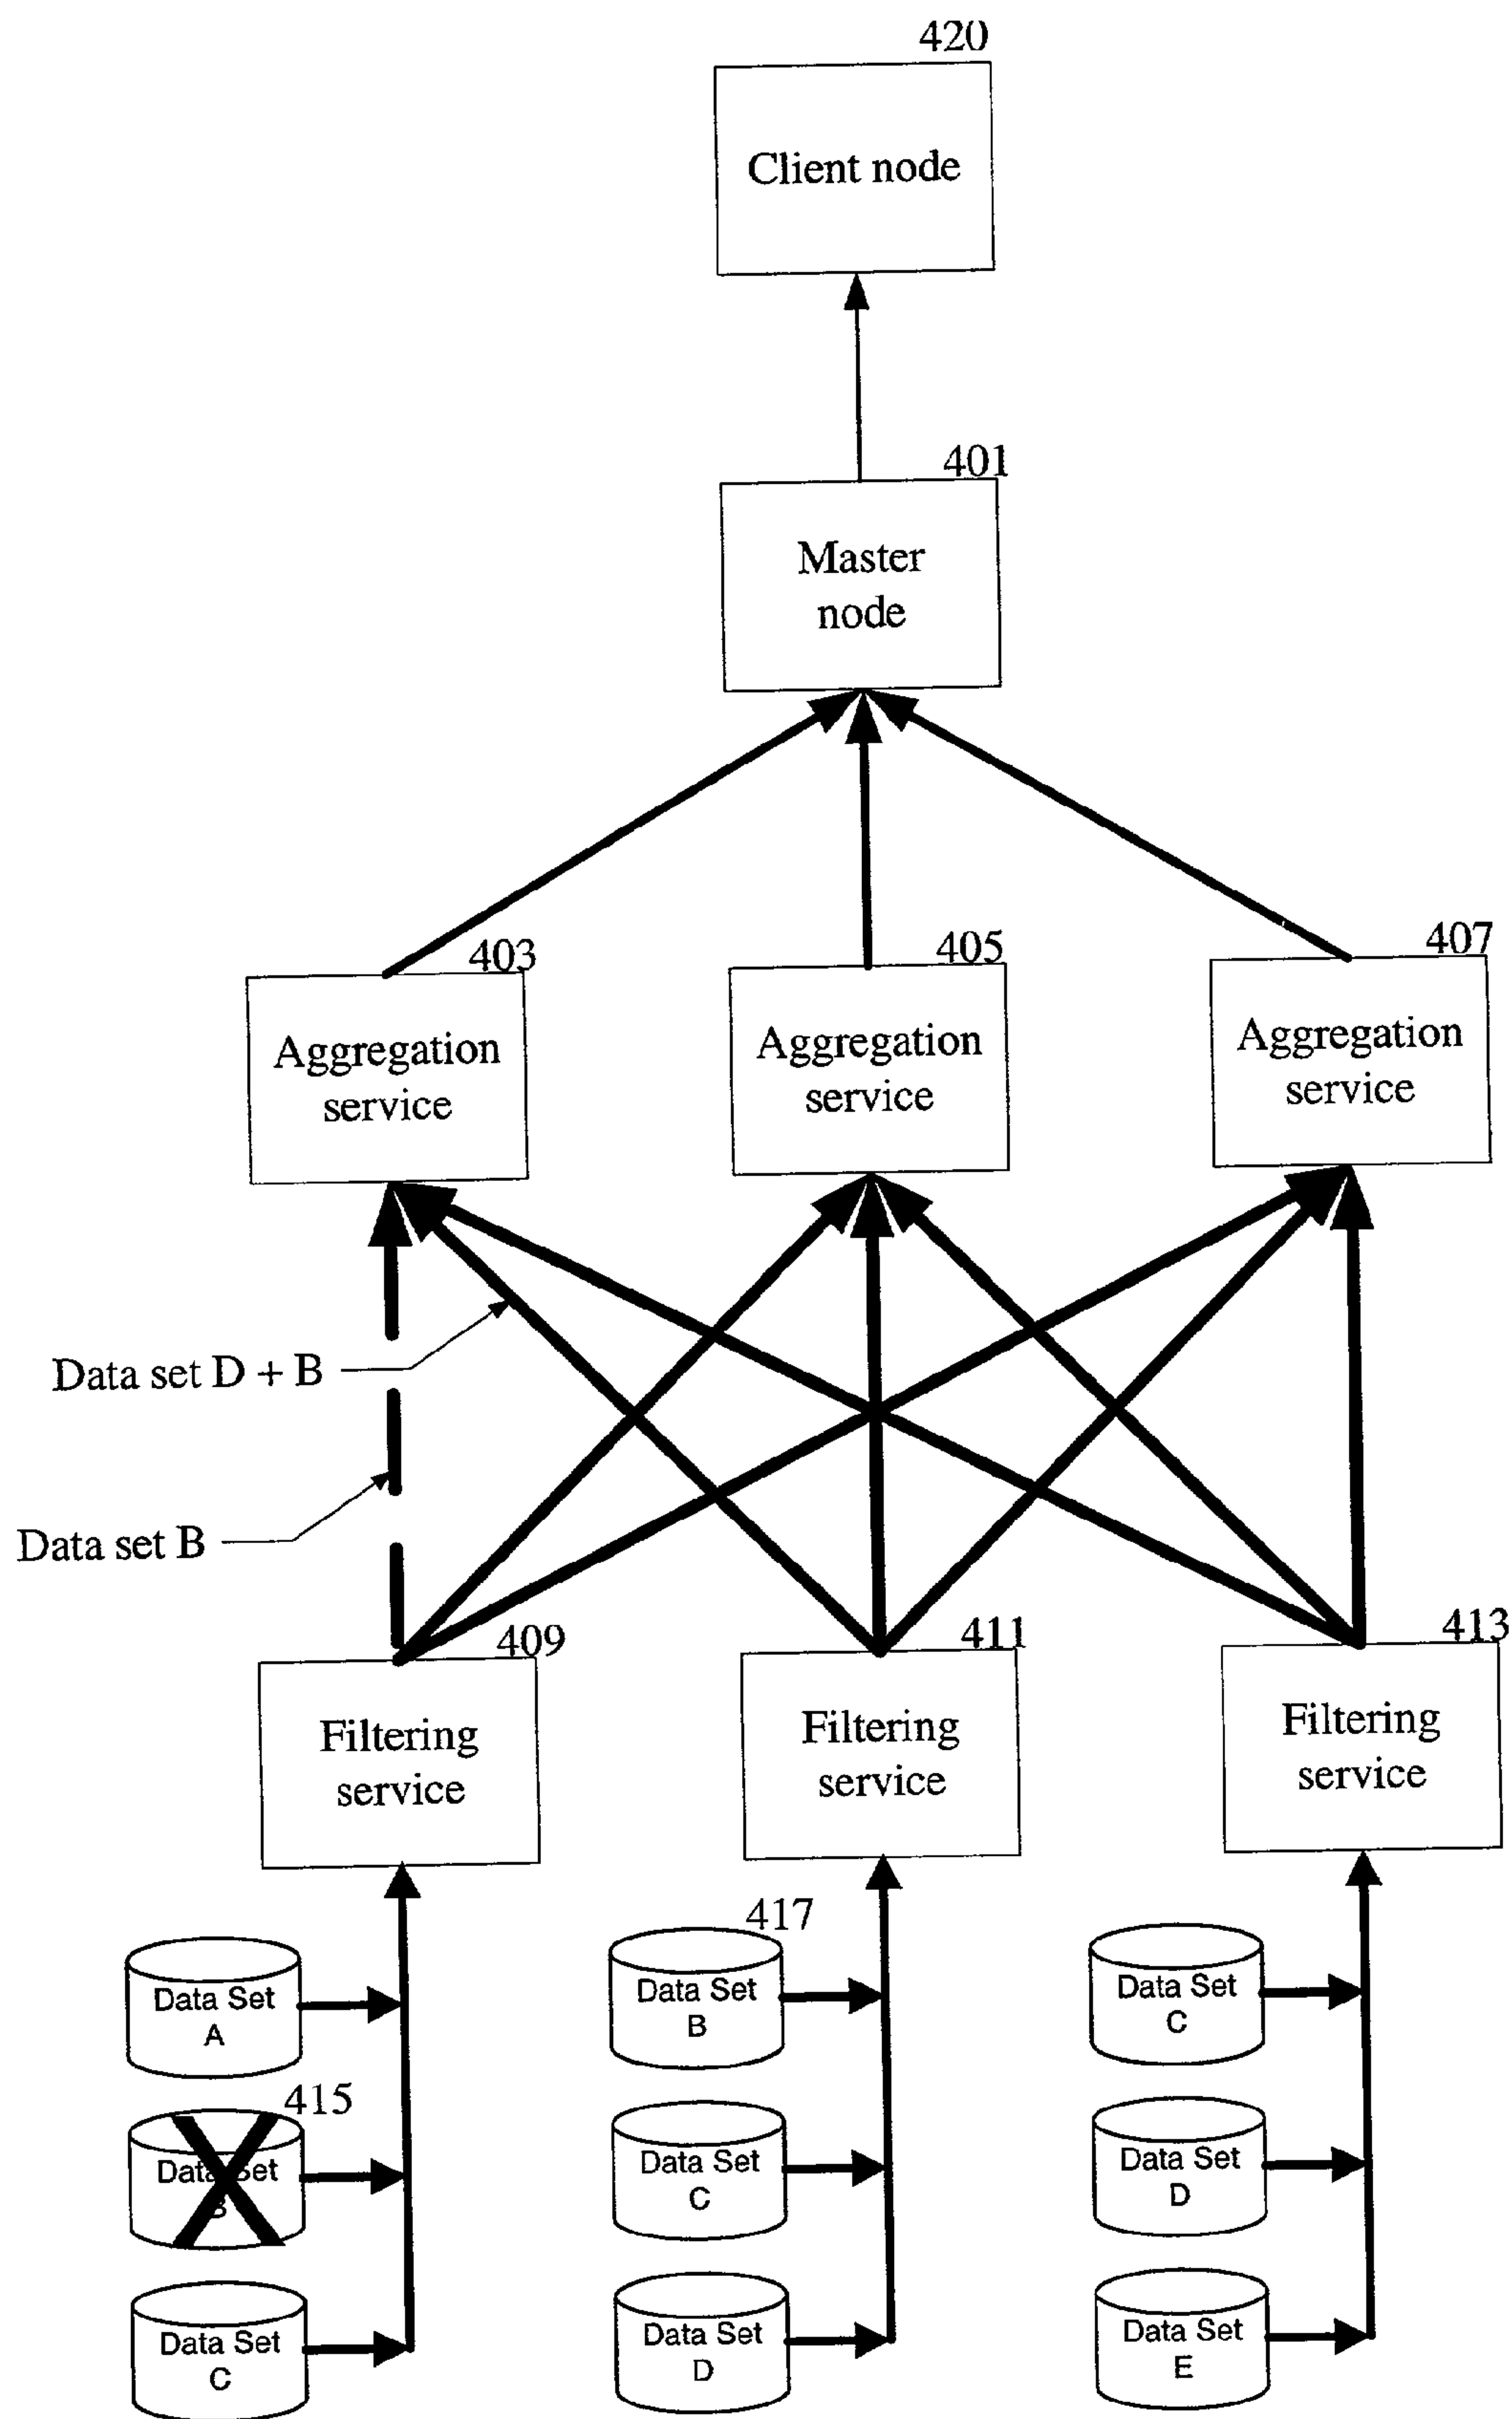 420
Client node
401
Master
node
403
405
407
Aggregation
service
Aggregation
service
Aggregation
service
Data set D + B
Data set B
409
411
413
Filtering
service
Filtering
service
Filtering
service
417
Data Set
A
Data Set
B
Data Set
C
415
Data Set
B
Data Set
C
Data Set
D
Data Set
C
Data Set
D
Data Set
E